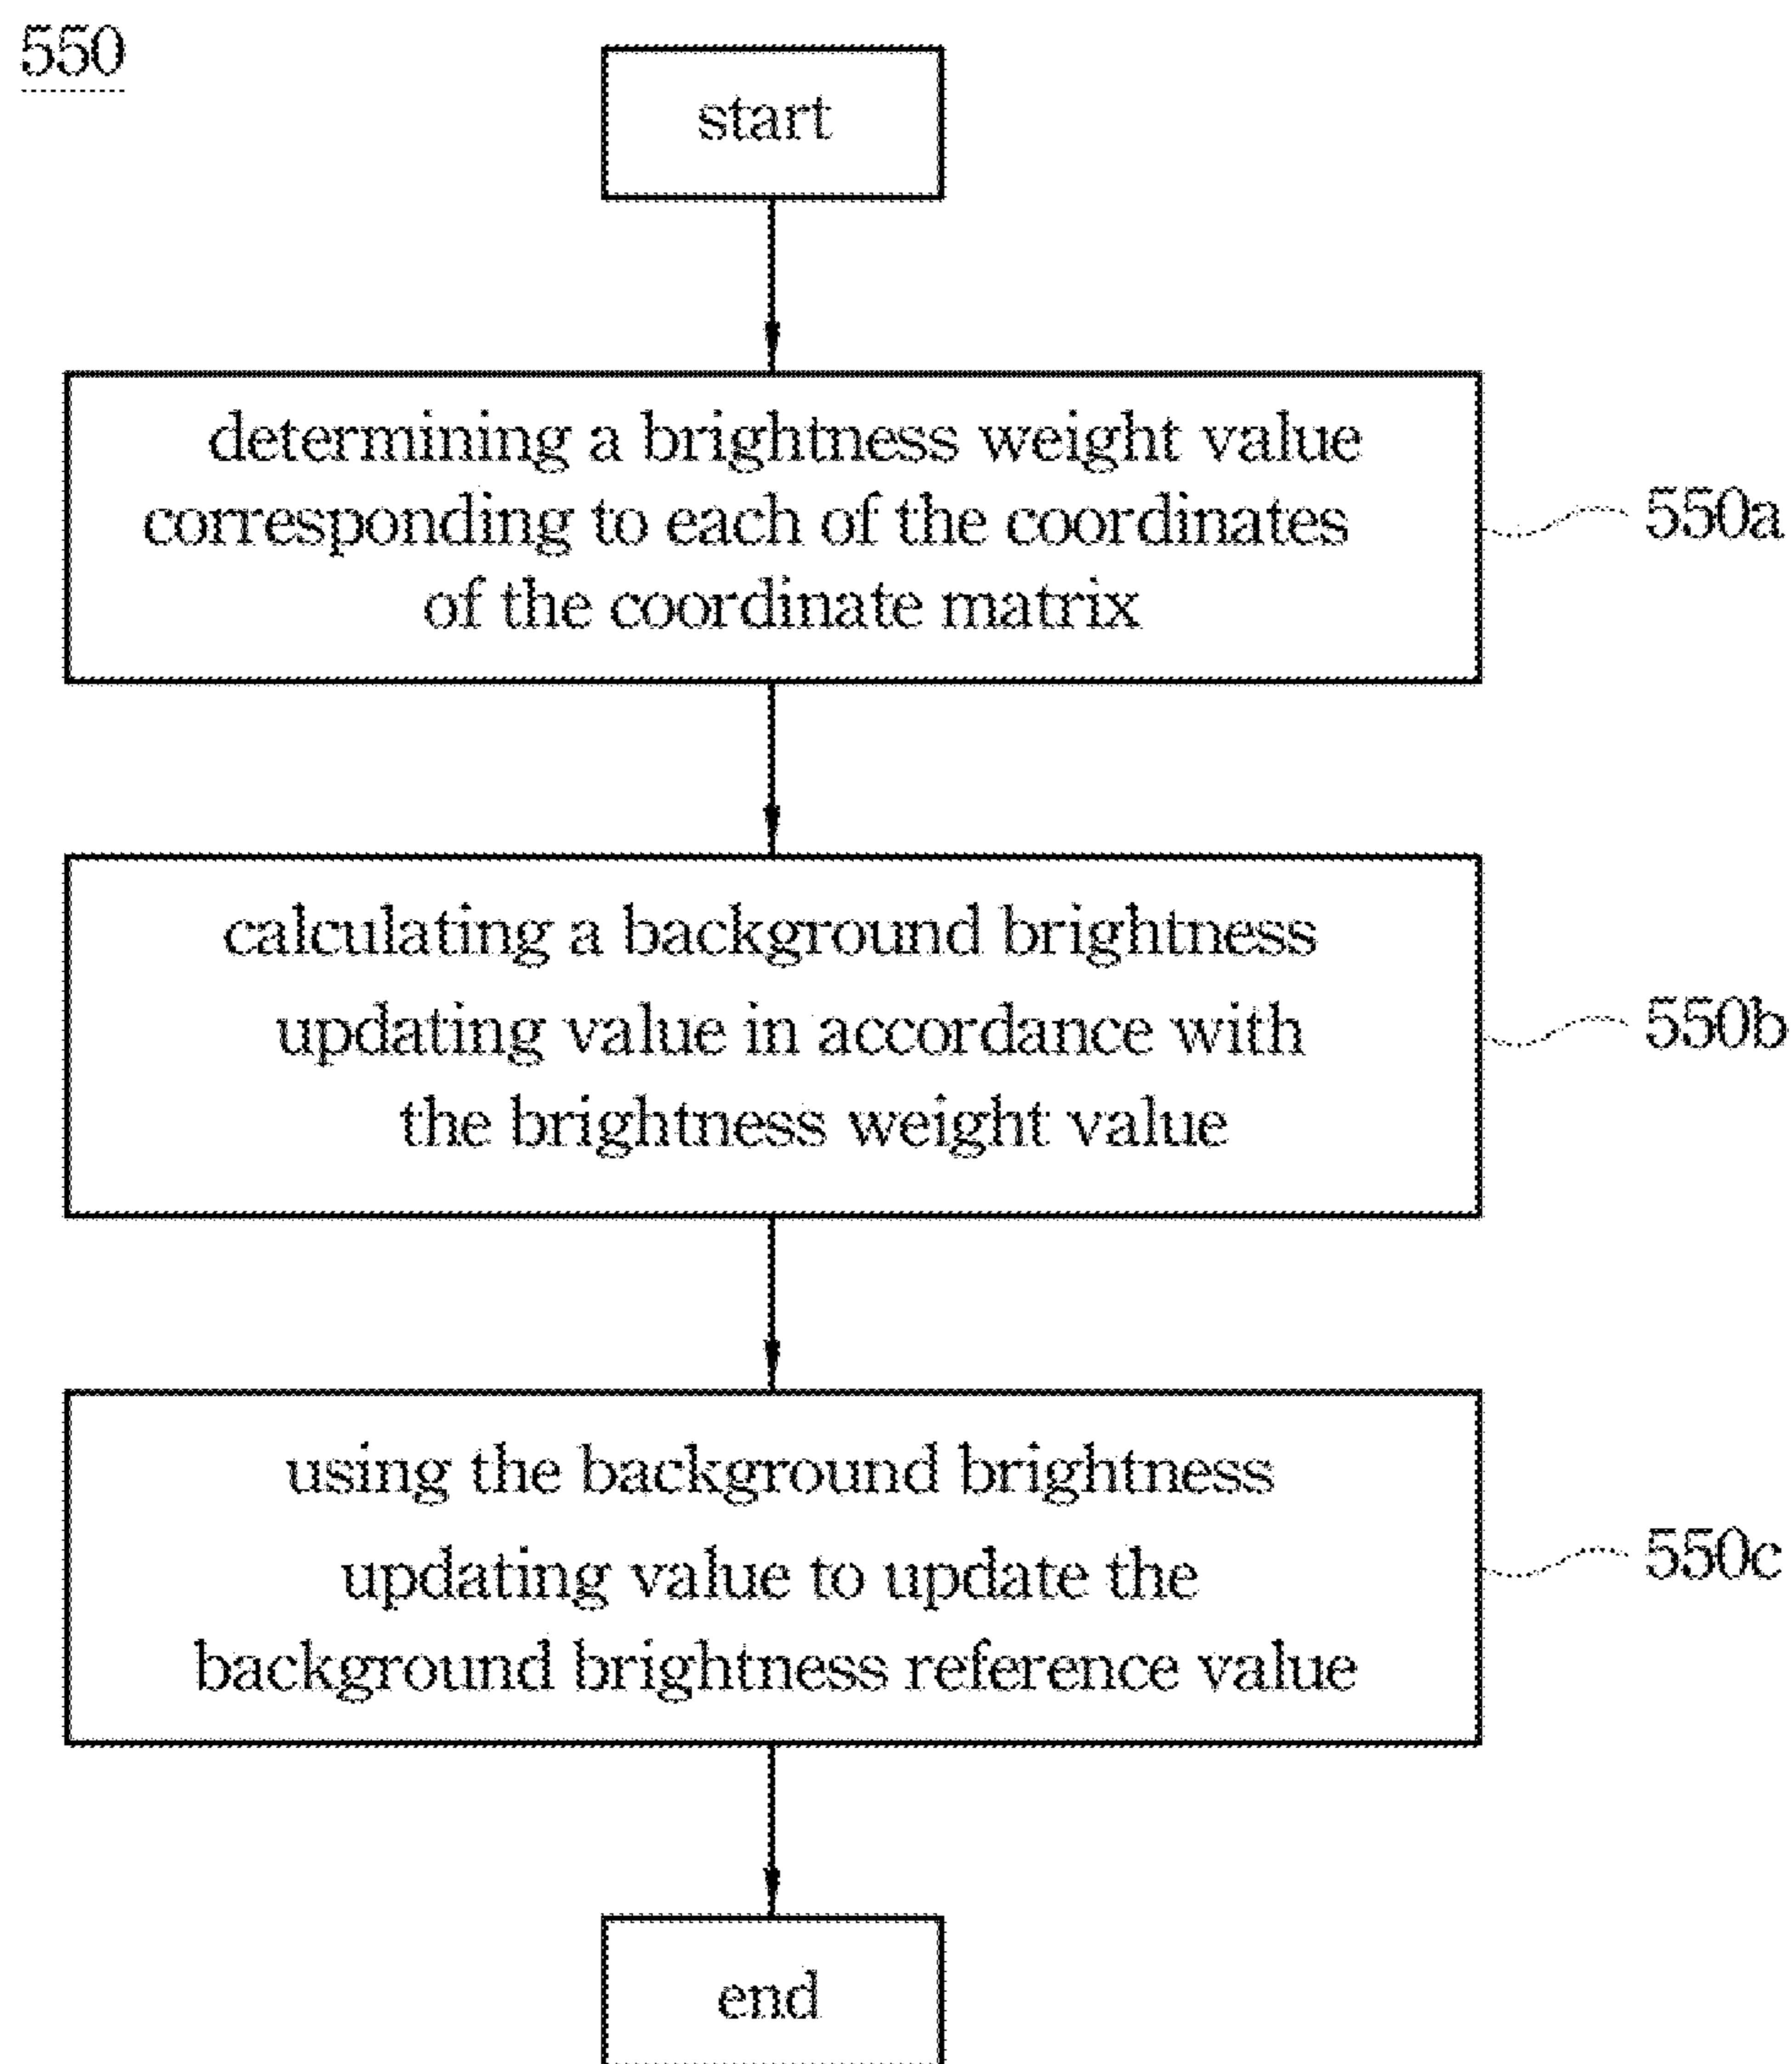 550
start
determining a brightness weight value
corresponding to each of the coordinates
of the coordinate matrix
550a
calculating a background brightness
updating value in accordance with
the brightness weight value
550b
using the background brightness
updating value to update the
background brightness reference value
550c
end